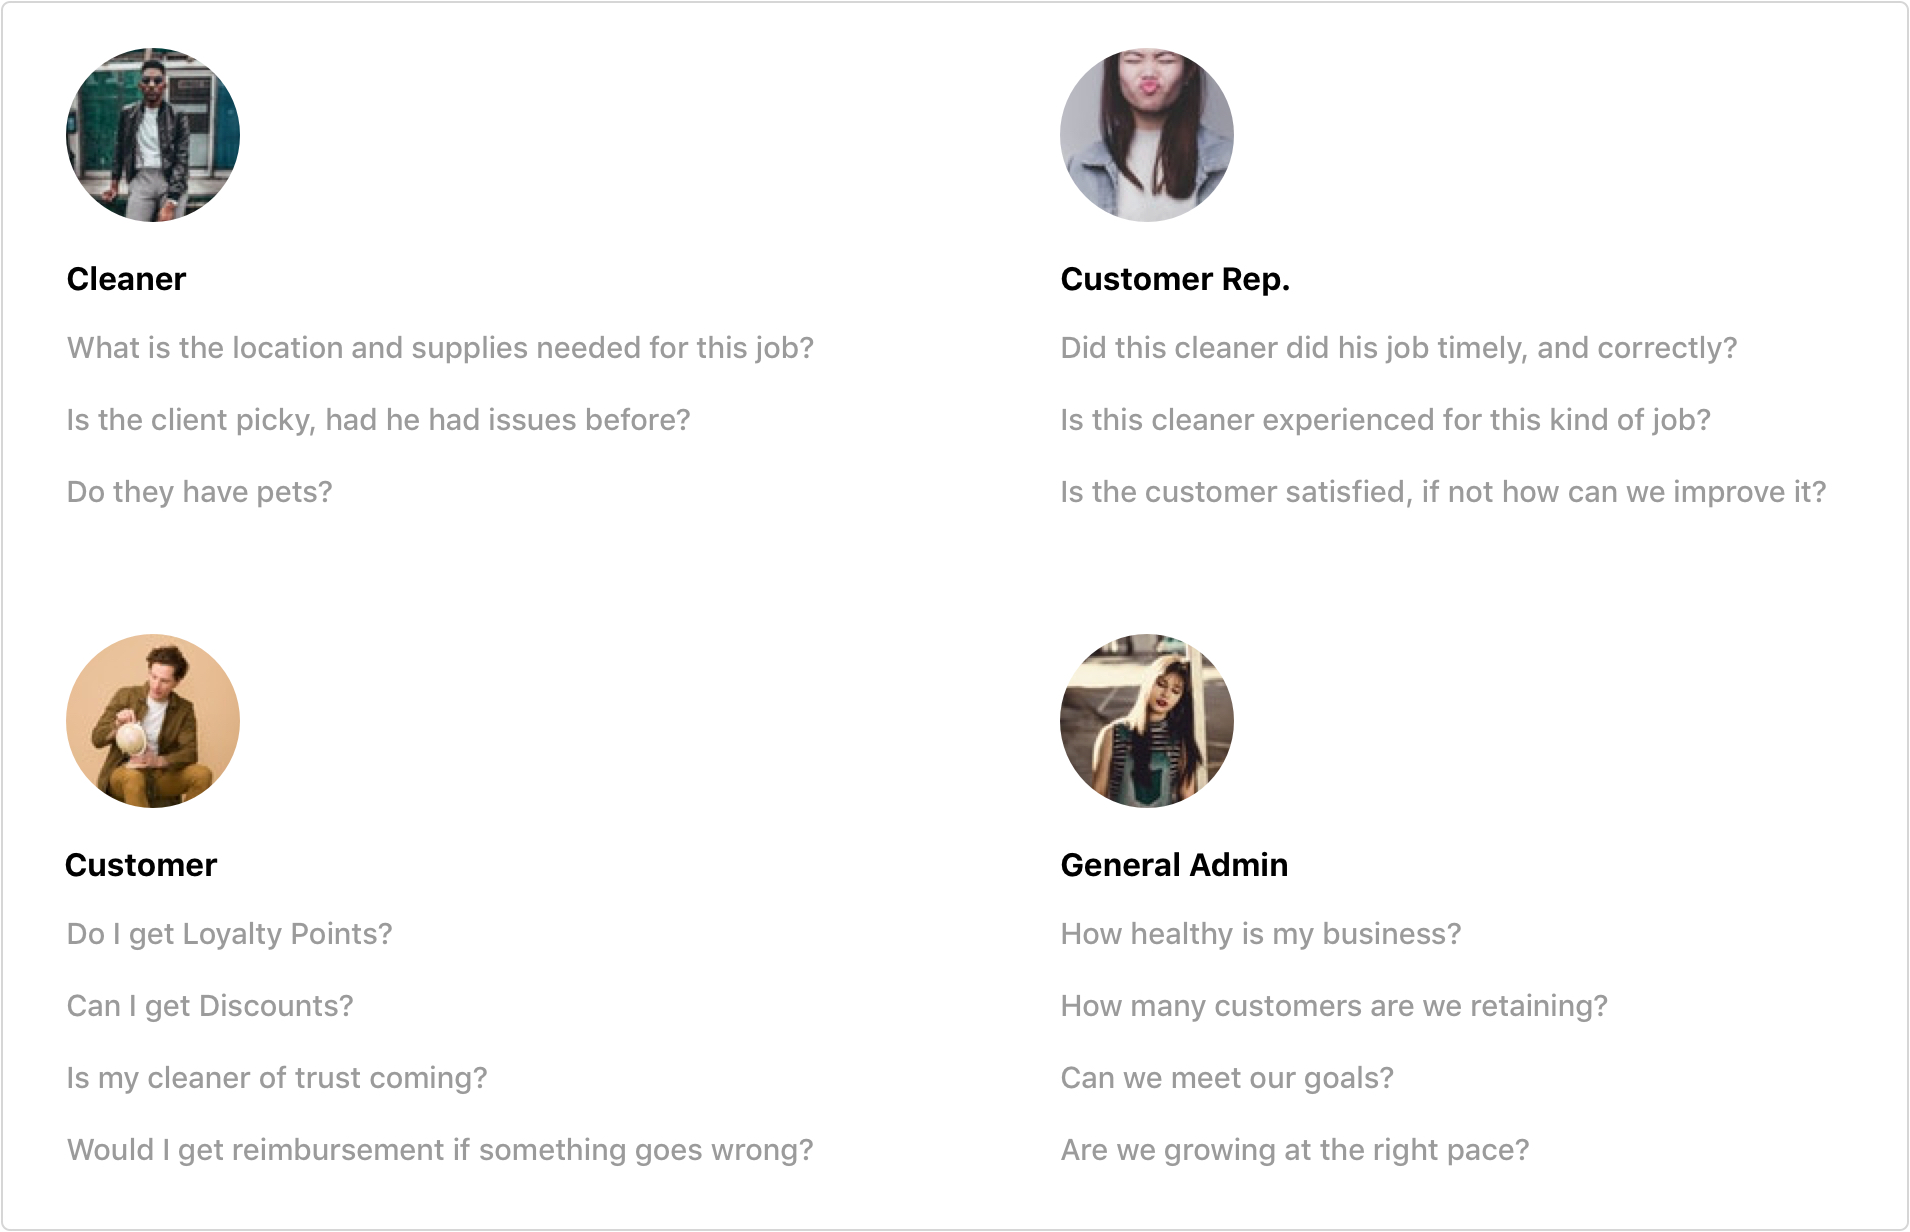 Cleaner
What is the location and supplies needed for this job?
Is the client picky, had he had issues before?
Do they have pets?
Customer Rep.
Did this cleaner did his job timely, and correctly?
Is this cleaner experienced for this kind of job?
Is the customer satisfied, if not how can we improve it?
Customer
Do I get Loyalty Points?
Can I get Discounts?
Is my cleaner of trust coming?
Would I get reimbursement if something goes wrong?
General Admin
How healthy is my business?
How many customers are we retaining?
Can we meet our goals?
Are we growing at the right pace?